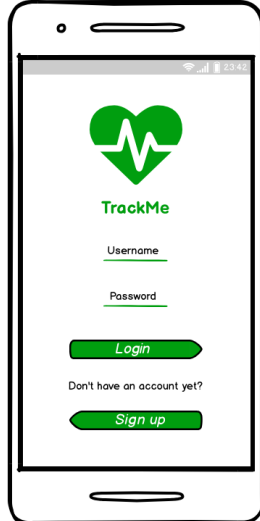 23:42
TrackMe
Username
Password
Login
Don't have an account yet?
Sign up